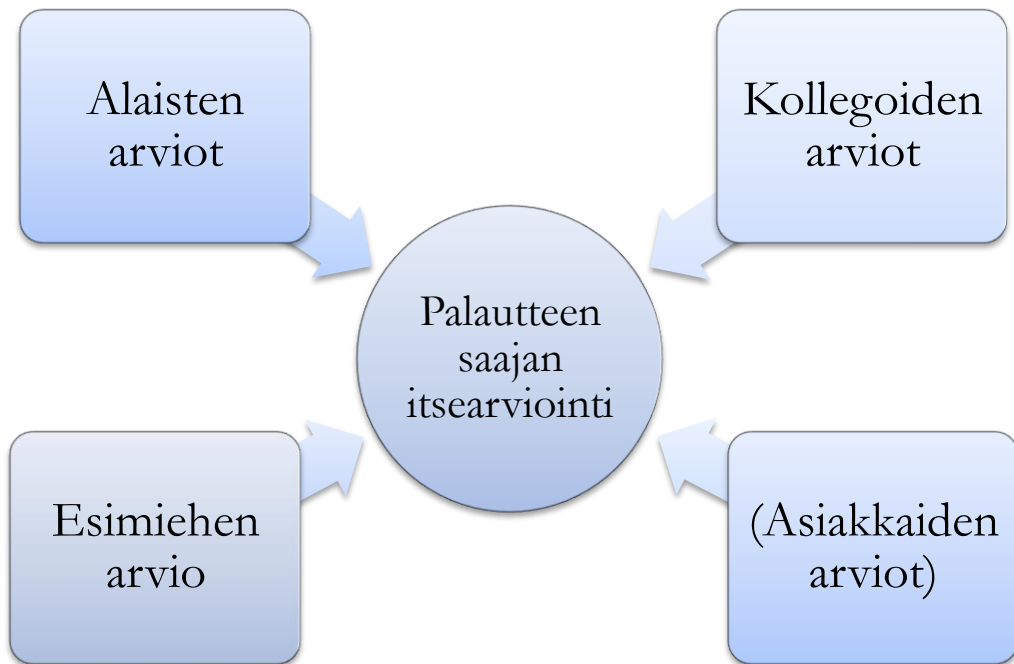 Alaisten
arviot
Kollegoiden
arviot
Palautteen
saajan
itsearviointi
Esimiehen
arvio
(Asiakkaiden
arviot)